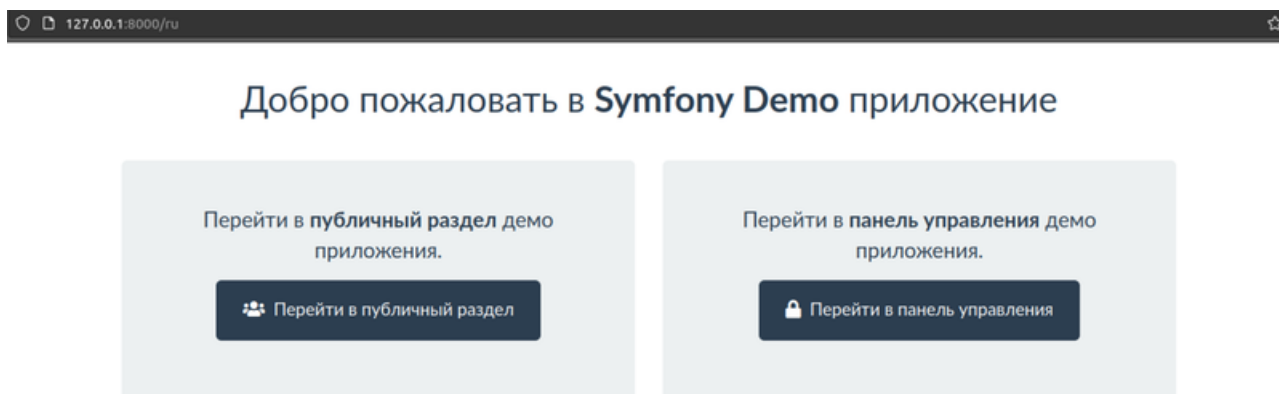 127.0.0.1:8000/ru
Добро пожаловать в Symfony Demo приложение
Перейти в публичный раздел демо
приложения.
Перейти в публичный раздел
Перейти в панель управления демо
приложения.
Перейти в панель управления